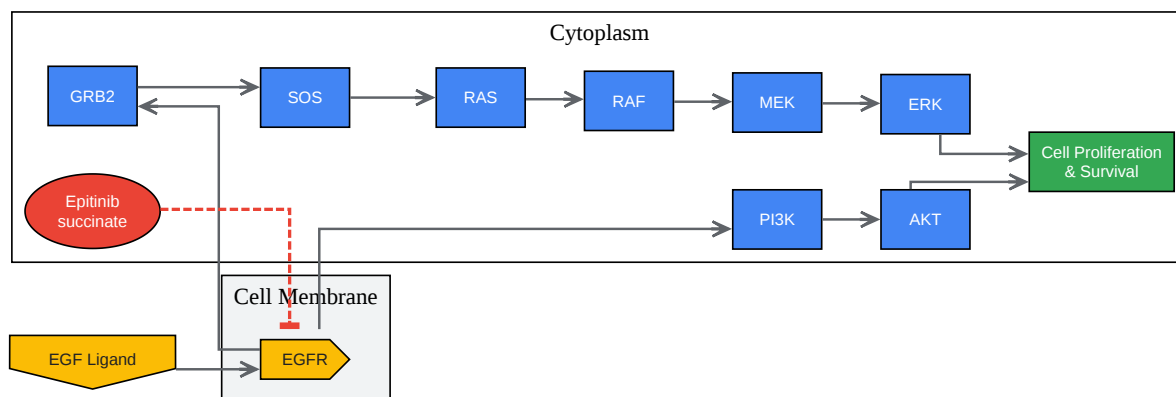 Cytoplasm
GRB2
SOS
RAS
RAF
MEK
ERK
Cell Proliferation
& Survival
Epitinib
succinate
PI3K
AKT
Cell Membrane
EGF Ligand
EGFR